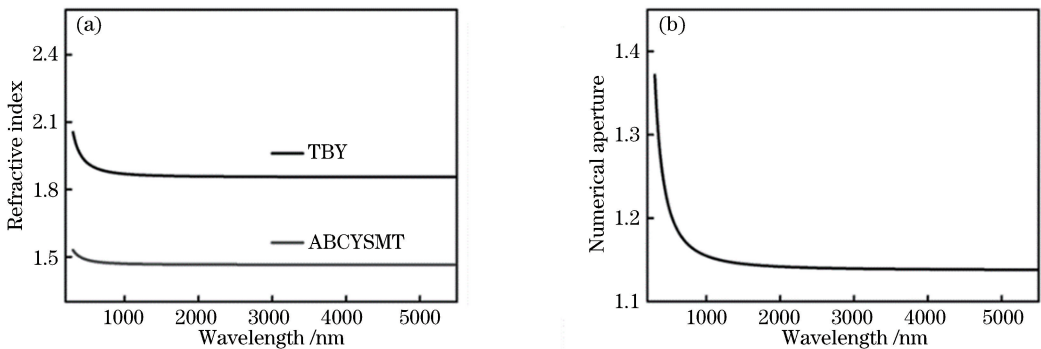 (a)
2.4
2.1
1.8
1.5
Refractive index
TBY
ABCYSMT
1000 2000 3000 4000 5000
Wavelength /nm
(b)
1.4
1.3
1.2
1.1
Numerical aperture
1000 2000 3000 4000 5000
Wavelength /nm